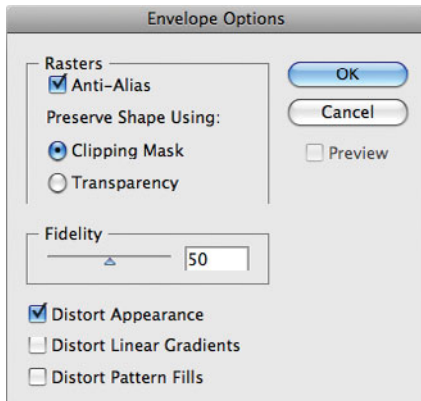 Envelope Options
Rasters
Anti-Alias
Preserve Shape Using:
Clipping Mask
Transparency
OK
Cancel
Preview
Fidelity
50
Distort Appearance
Distort Linear Gradients
Distort Pattern Fills